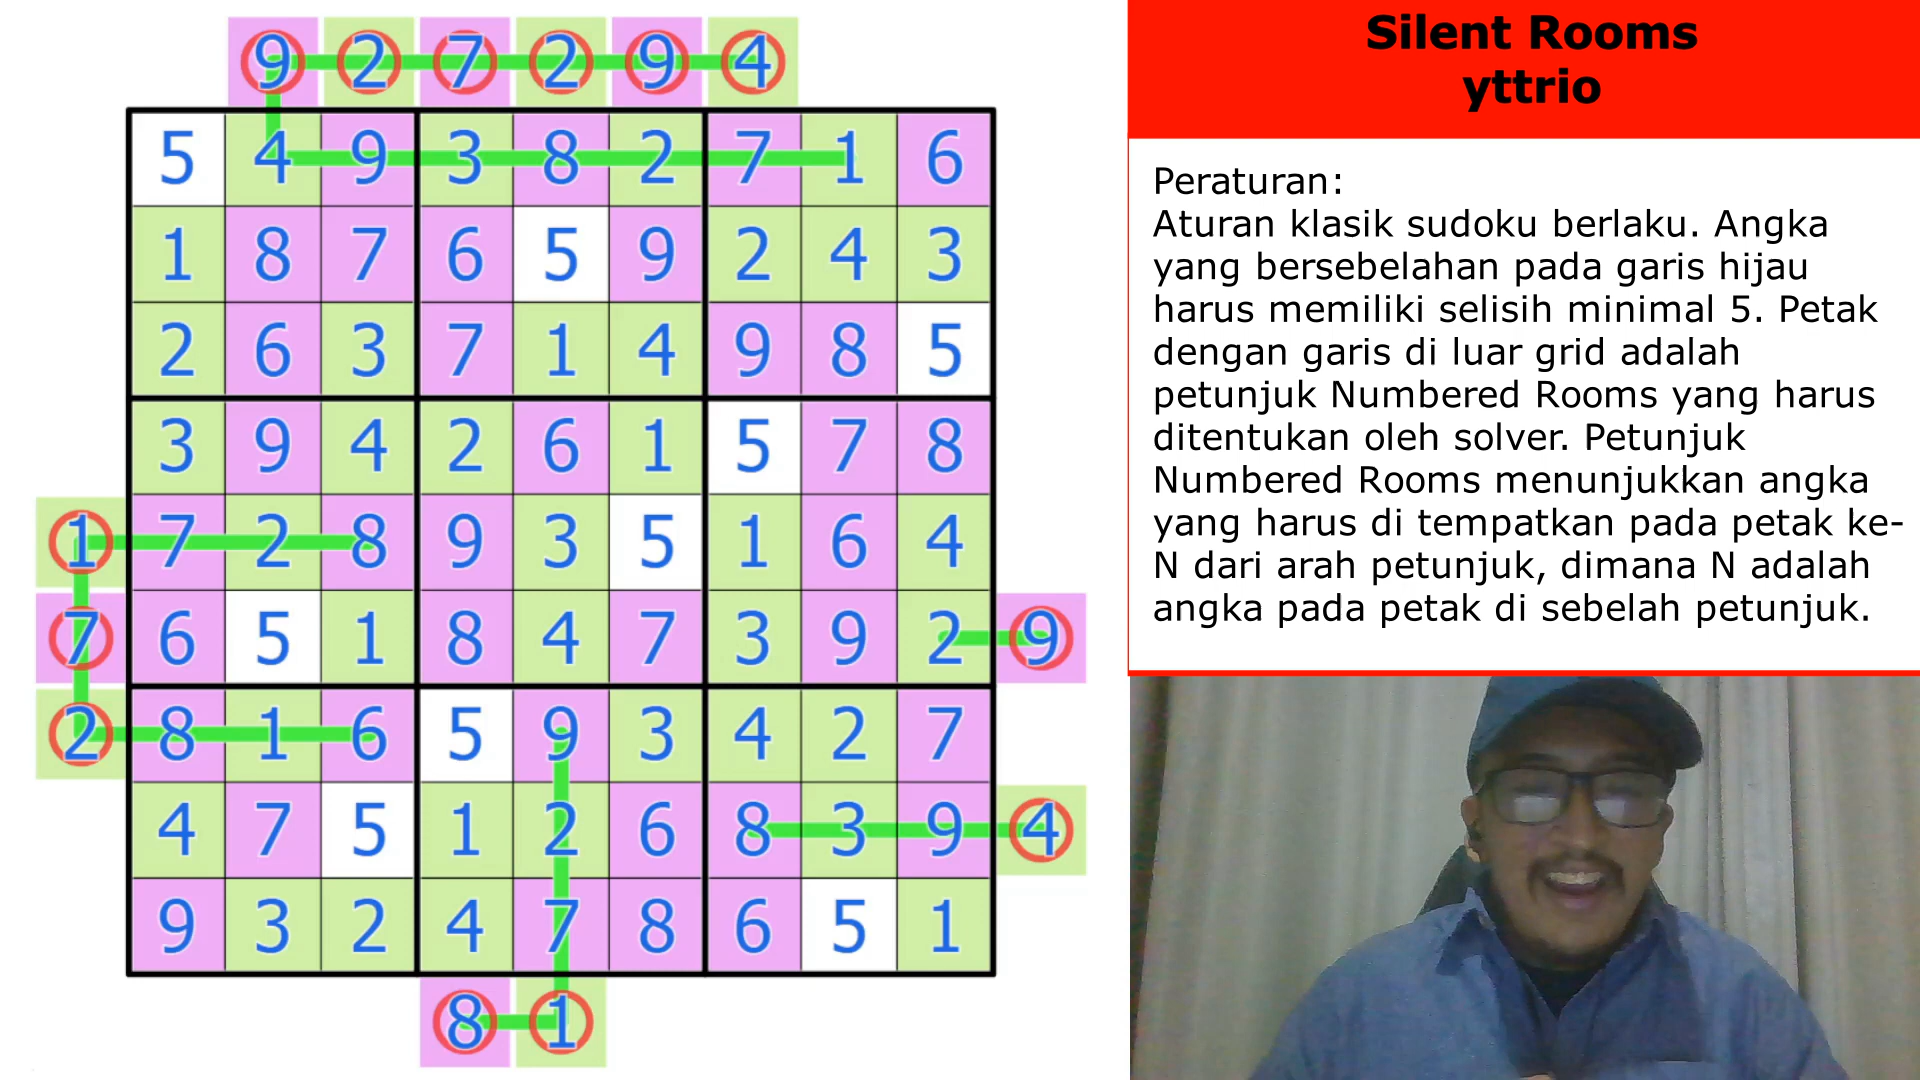 Silent Rooms
yttrio
9 2 7 2 9 4
5 4 9 3 8 2 7 1 6
1 8 7 6 5 9 2 4 3
2 6 3 7 1 4 9 8 5
3 9 4 2 6 1 5 7 8
1 7 2 8 9 3 5 1 6 4
7 6 5 1 8 4 7 3 9 2 9
2 8 1 6 5 9 3 4 2 7
4 7 5 1 2 6 8 3 9 4
9 3 2 4 7 8 6 5 1
8 1
Peraturan:
Aturan klasik sudoku berlaku. Angka
yang bersebelahan pada garis hijau
harus memiliki selisih minimal 5. Petak
dengan garis di luar grid adalah
petunjuk Numbered Rooms yang harus
ditentukan oleh solver. Petunjuk
Numbered Rooms menunjukkan angka
yang harus di tempatkan pada petak ke-
N dari arah petunjuk, dimana N adalah
angka pada petak di sebelah petunjuk.